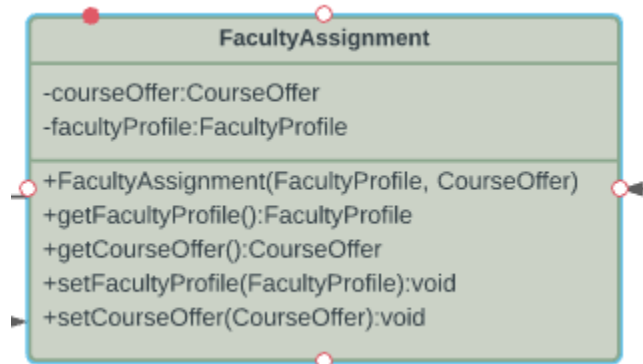 FacultyAssignment
-courseOffer:CourseOffer
-facultyProfile:FacultyProfile
+FacultyAssignment(FacultyProfile, CourseOffer)
+getFacultyProfile():FacultyProfile
+getCourseOffer():CourseOffer
+setFacultyProfile(FacultyProfile):void
+setCourseOffer(CourseOffer):void